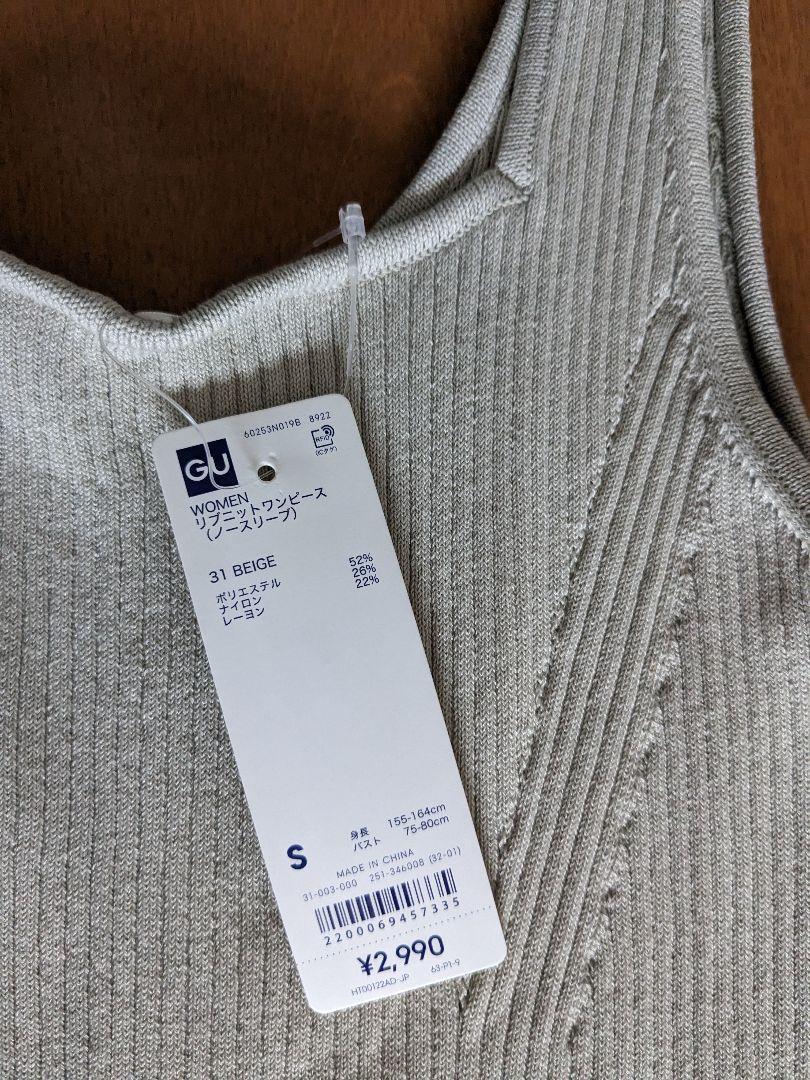 60253N019B 8922
GU
RFID
(ICタグ)
WOMEN
リブニットワンピース
(ノースリーブ)
31 BEIGE
ポリエステル 52%
ナイロン 26%
レーヨン 22%
S
身長 155-164cm
バスト 75-80cm
MADE IN CHINA
31-003-000 251-346008 (32-01)
2200069457335
¥2,990
HT00122AD-JP 63-P1-9